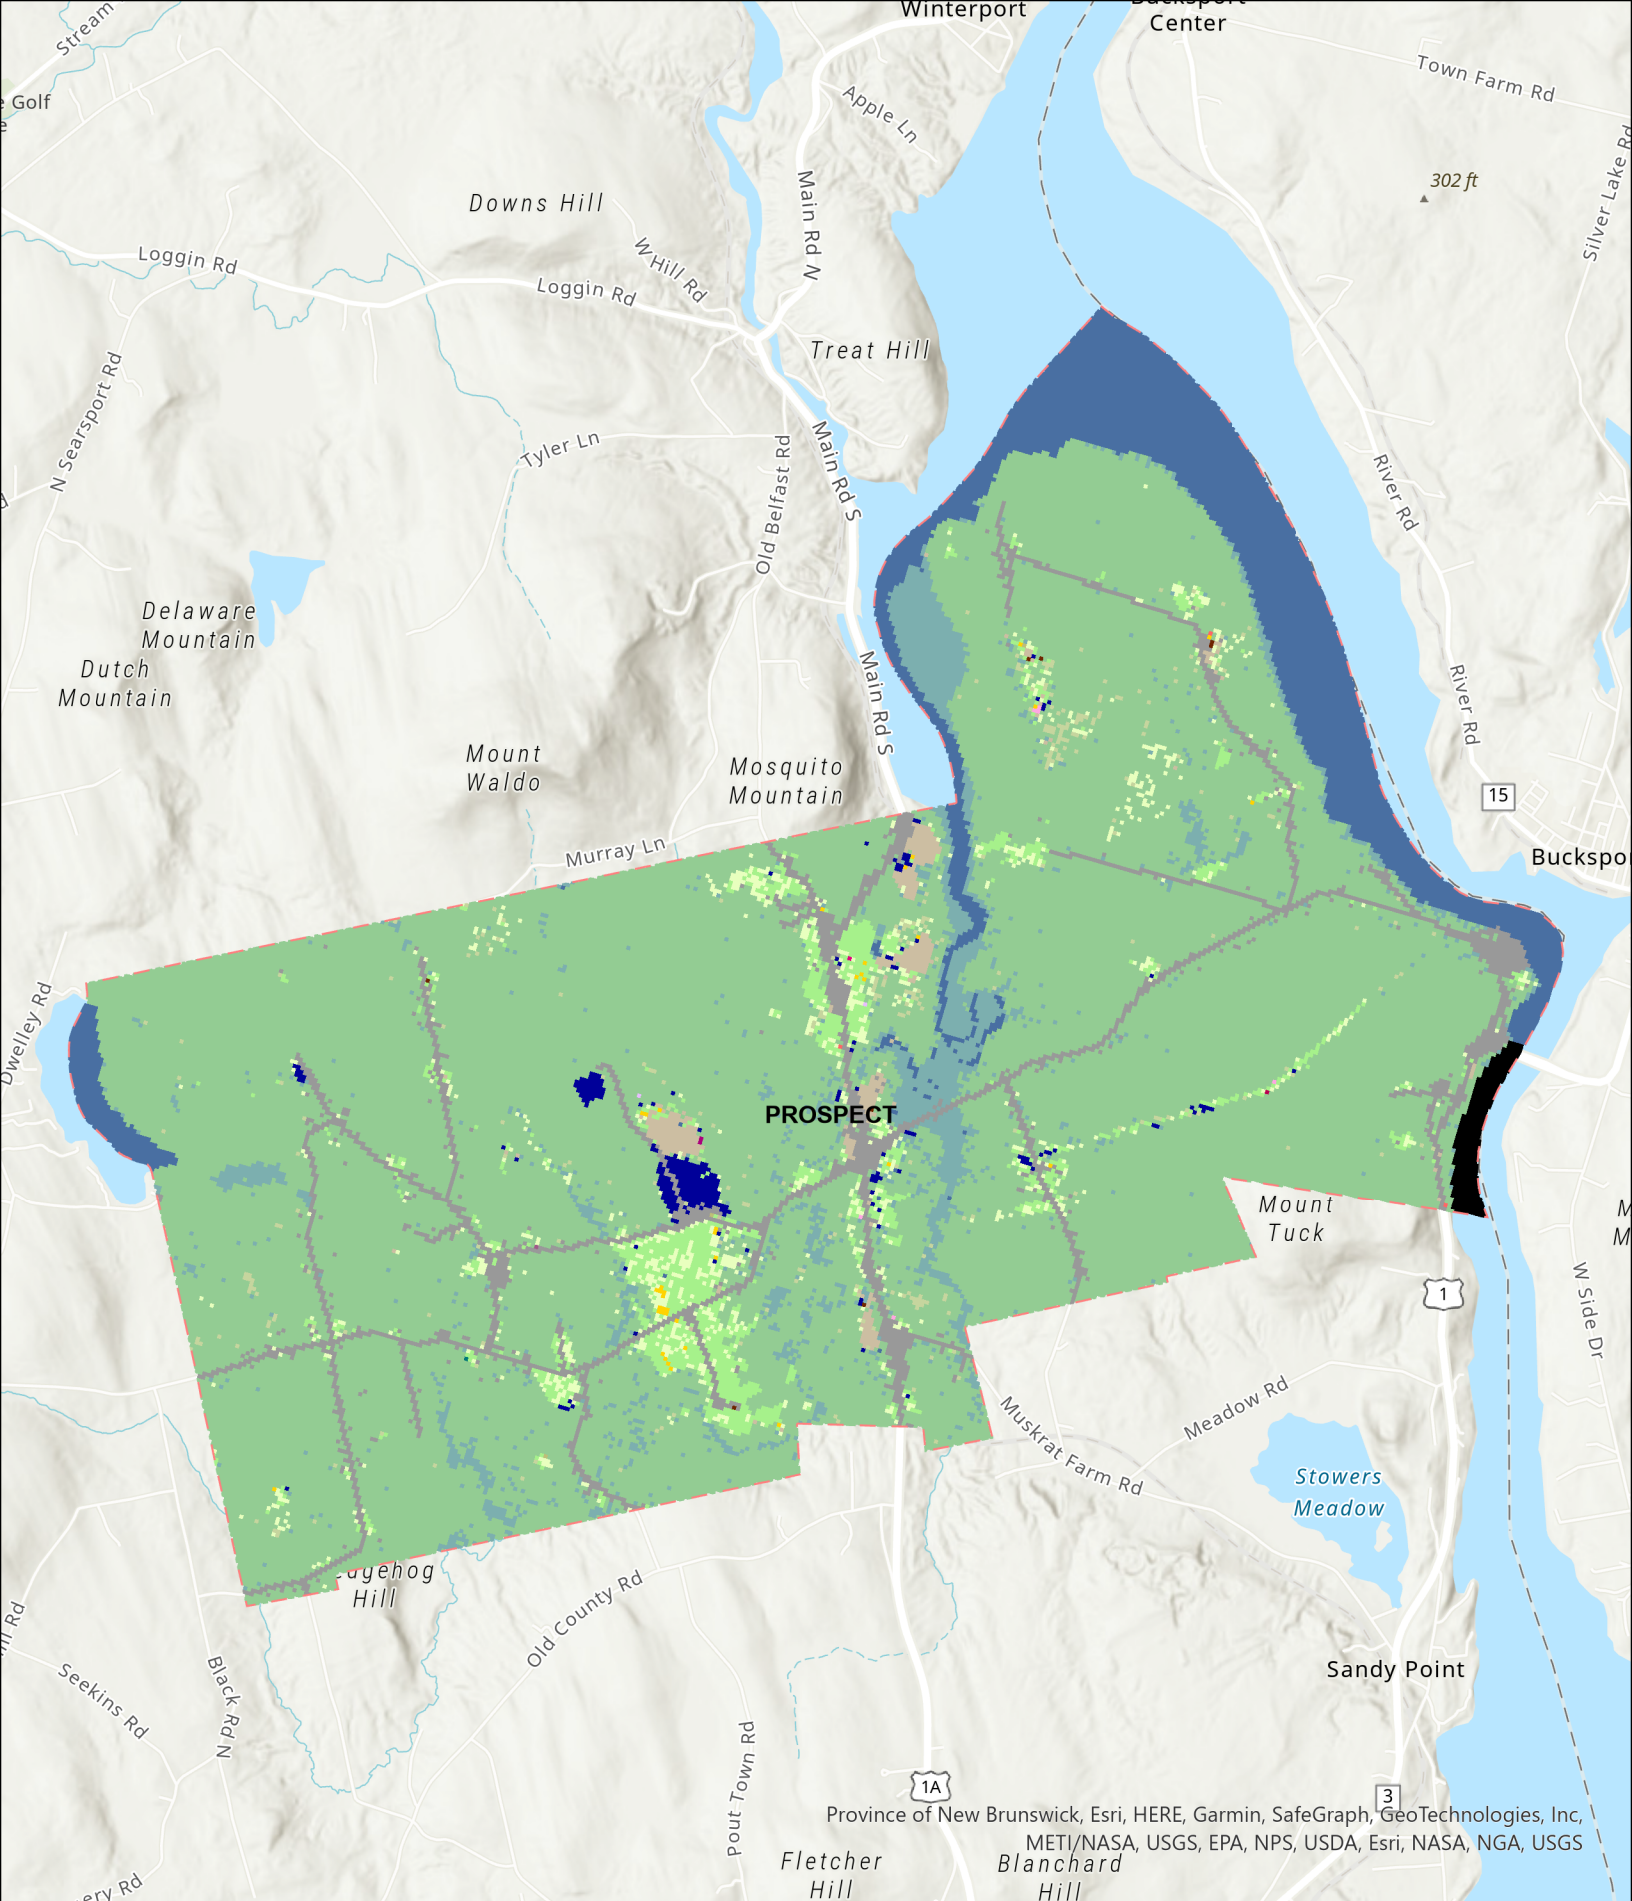 Winterport
Bucksport
Center
Stream
Town Farm Rd
e Golf
Apple Ln
302 ft
Silver Lake Rd
Downs Hill
Main Rd N
Loggin Rd
W Hill Rd
Loggin Rd
Treat Hill
N Searsport Rd
Tyler Ln
Main Rd S
Old Belfast Rd
River Rd
Delaware
Mountain
Dutch
Mountain
Main Rd S
River Rd
Mount
Waldo
Mosquito
Mountain
15
Murray Ln
Buckspor
Dwelley Rd
PROSPECT
Mount
Tuck
1
W Side Dr
Muskrat Farm Rd
Meadow Rd
Stowers
Meadow
Hill
Old County Rd
Seekins Rd
Black Rd N
Sandy Point
Pout Town Rd
1A
3
Province of New Brunswick, Esri, HERE, Garmin, SafeGraph, GeoTechnologies, Inc,
METI/NASA, USGS, EPA, NPS, USDA, Esri, NASA, NGA, USGS
Fletcher
Hill
Blanchard
Hill
ery Rd